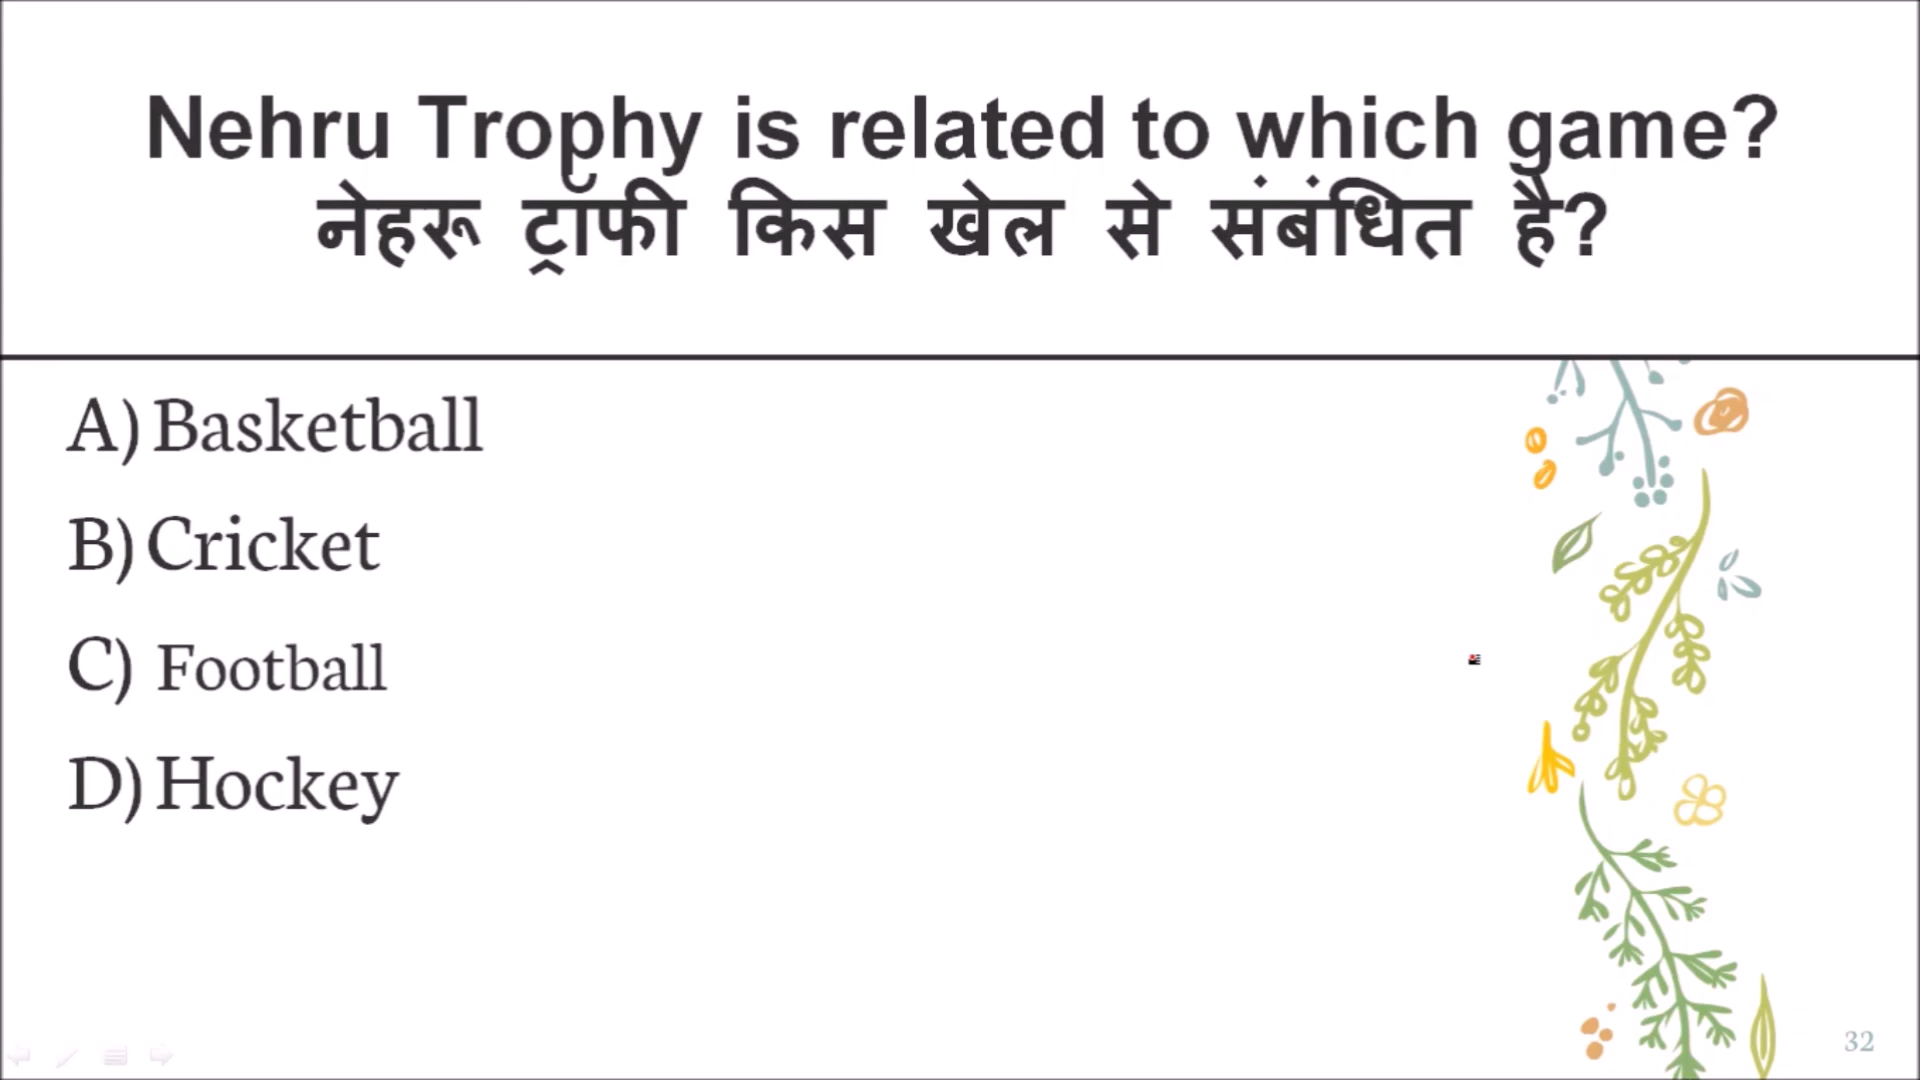 Nehru Trophy is related to which game?
नेहरू ट्रॉफी किस खेल से संबंधित है?
A) Basketball
B) Cricket
C) Football
D) Hockey
32